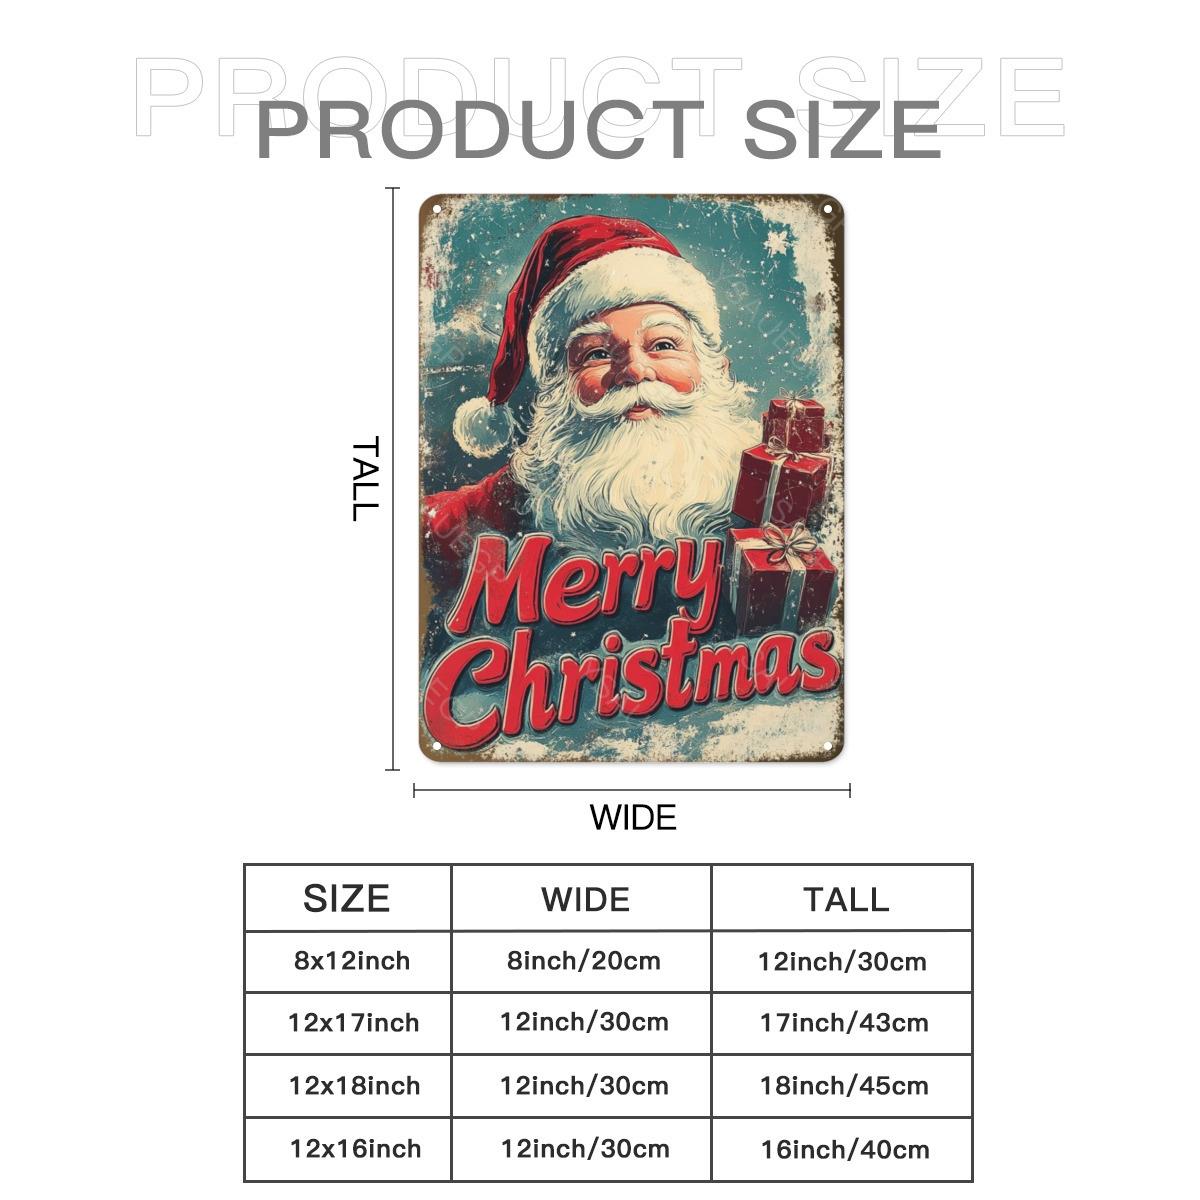 PRODUCT SIZE
PRODUCT SIZE
TALL
Merry
Christmas
WIDE
SIZE WIDE TALL
8x12inch 8inch/20cm 12inch/30cm
12x17inch 12inch/30cm 17inch/43cm
12x18inch 12inch/30cm 18inch/45cm
12x16inch 12inch/30cm 16inch/40cm